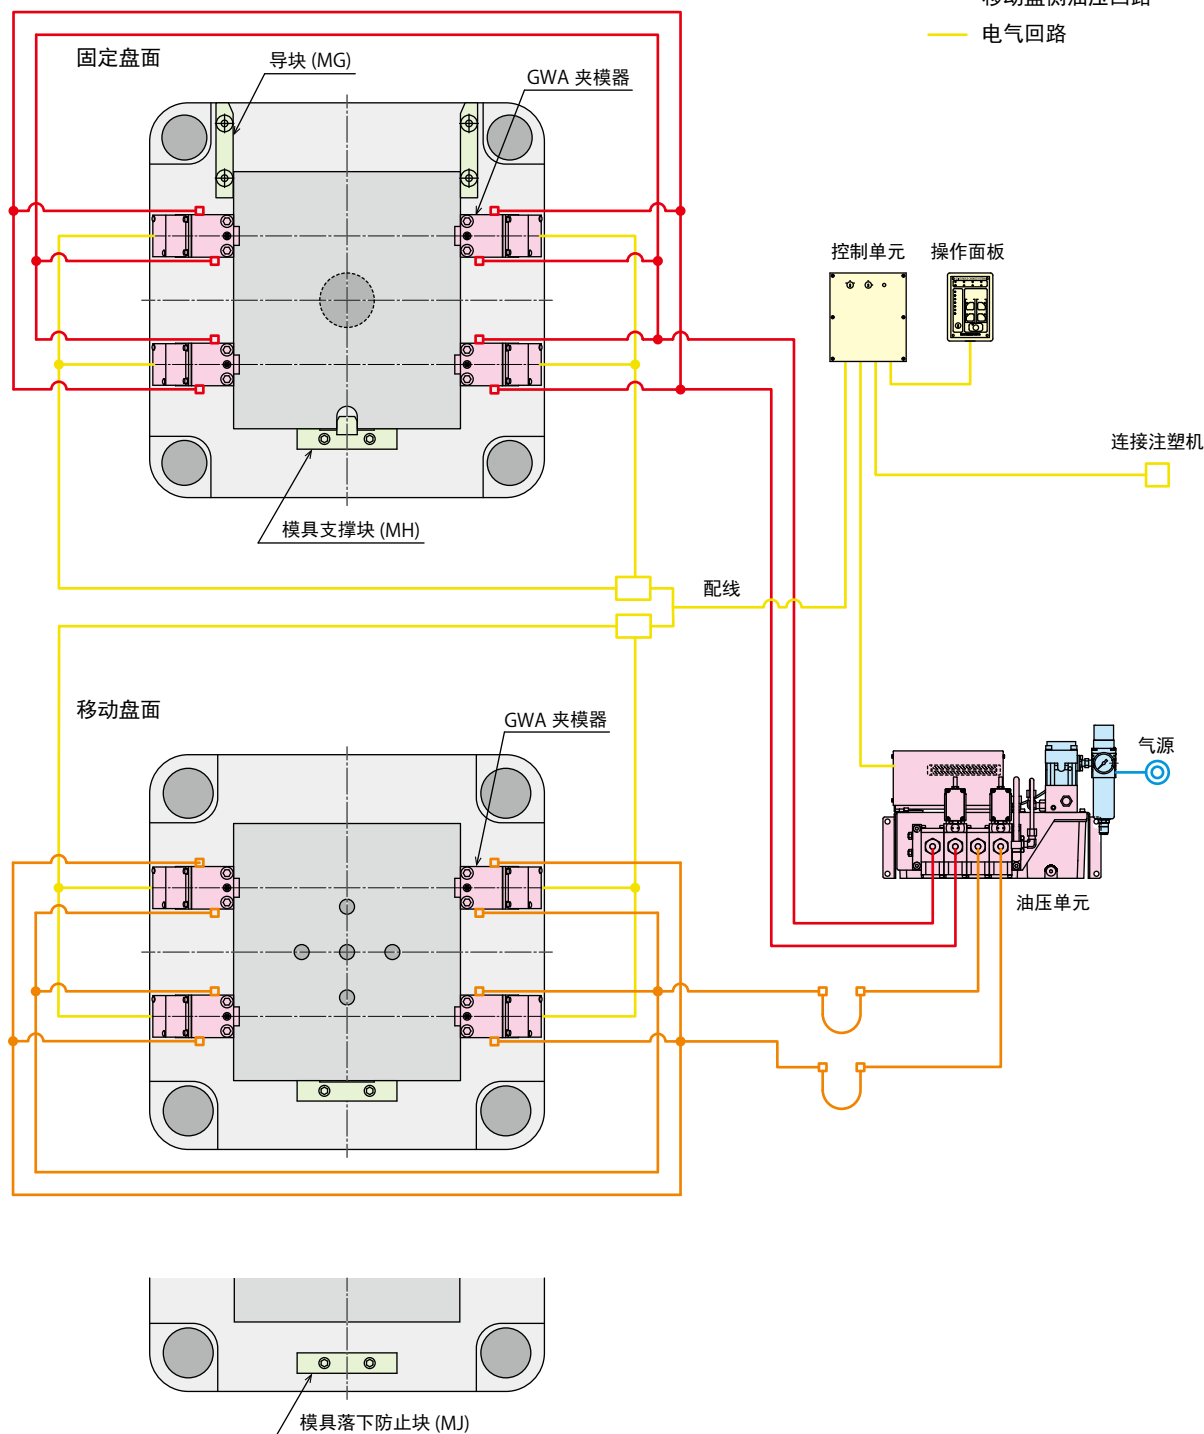 移动盘侧油压回路
电气回路
固定盘面
导块 (MG)
GWA 夹模器
控制单元
操作面板
连接注塑机
模具支撑块 (MH)
配线
移动盘面
GWA 夹模器
气源
油压单元
模具落下防止块 (MJ)